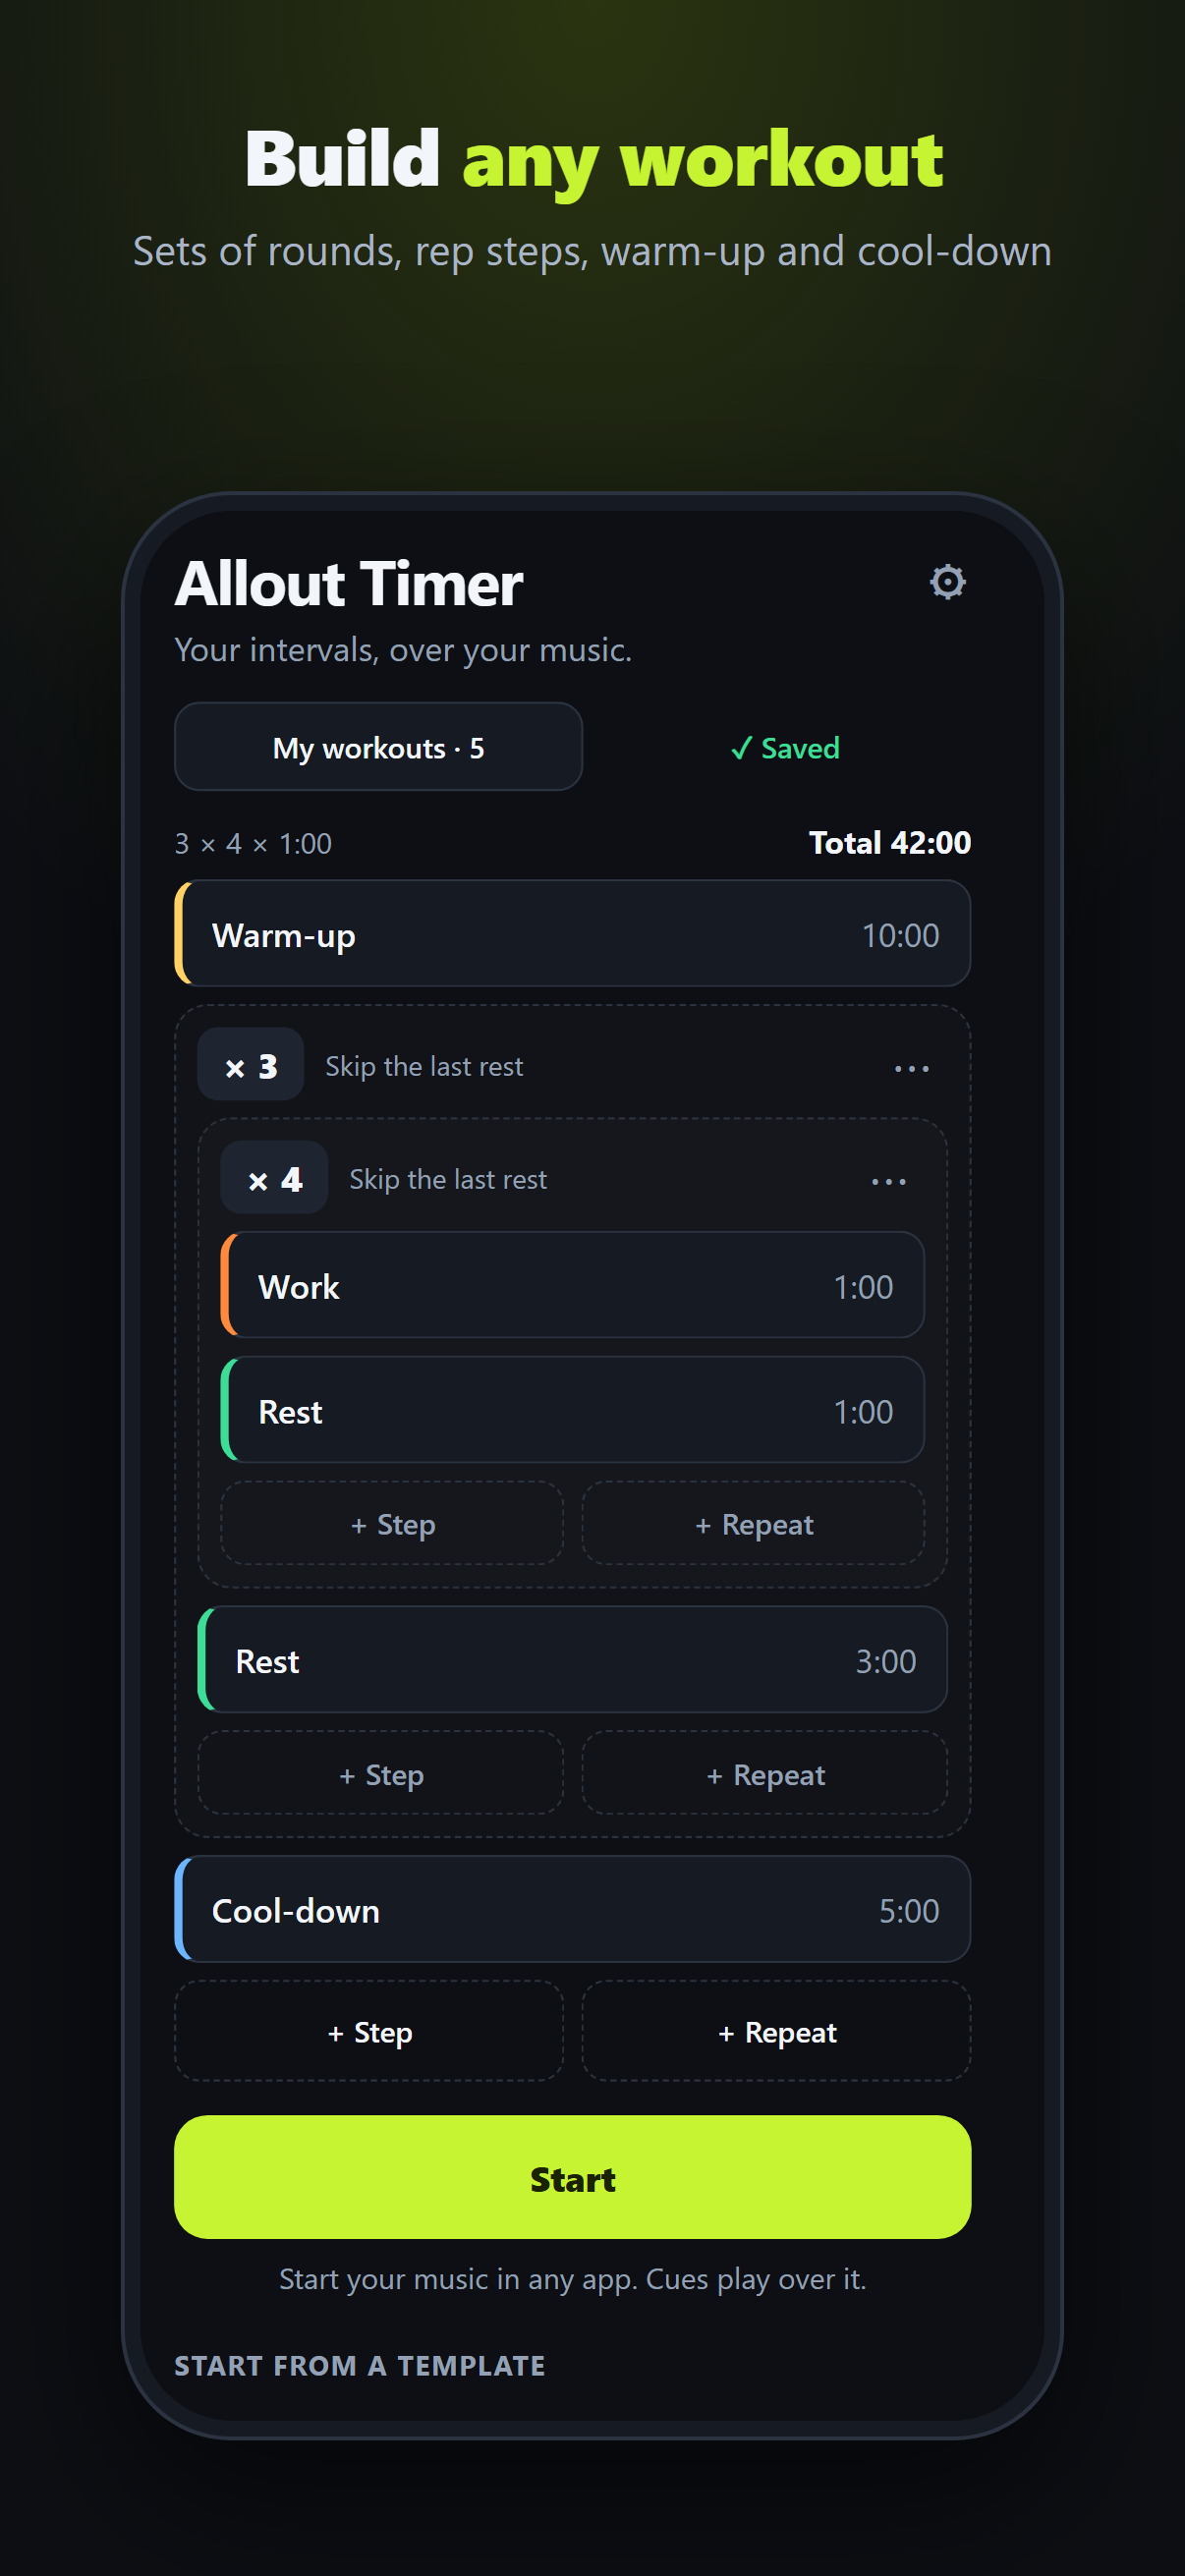 Build any workout
Sets of rounds, rep steps, warm-up and cool-down
Allout Timer
Your intervals, over your music.
My workouts · 5
✓ Saved
3 × 4 × 1:00
Total 42:00
Warm-up
10:00
× 3
Skip the last rest
...
× 4
Skip the last rest
...
Work
1:00
Rest
1:00
+ Step
+ Repeat
Rest
3:00
+ Step
+ Repeat
Cool-down
5:00
+ Step
+ Repeat
Start
Start your music in any app. Cues play over it.
START FROM A TEMPLATE